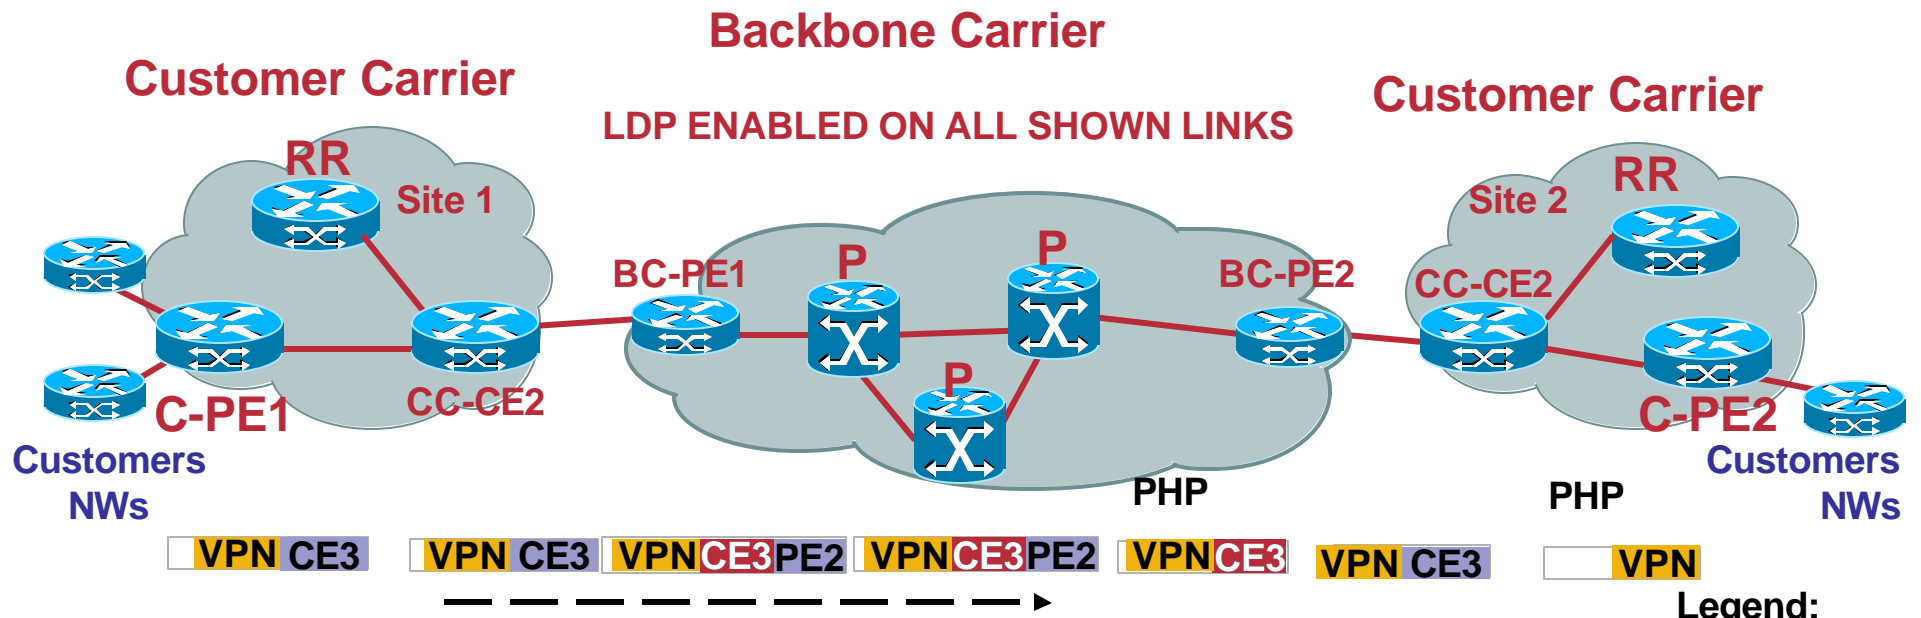 Backbone Carrier
Customer Carrier
Customer Carrier
LDP ENABLED ON ALL SHOWN LINKS
RR
Site 1
RR
Site 2
P
P
BC-PE1
BC-PE2
CC-CE2
P
C-PE1
CC-CE2
C-PE2
Customers
NWs
Customers
NWs
PHP
PHP
VPN CE3
VPN CE3
VPN CE3 PE2
VPN CE3 PE2
VPN CE3
VPN CE3
VPN
Legend: